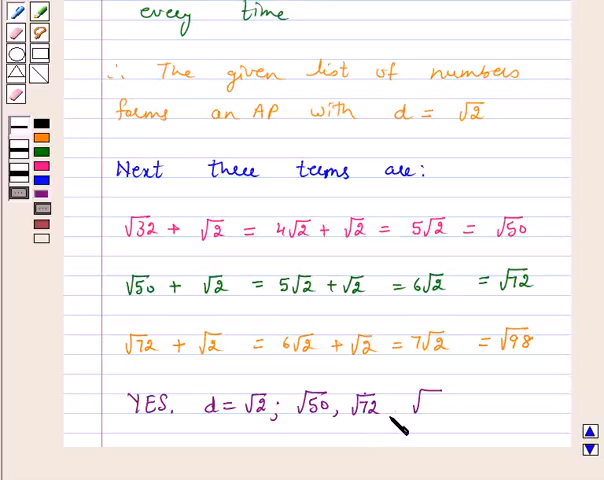 every time
∴ The given list of numbers
forms an AP with d = √2
Next three terms are:
√32 + √2 = 4√2 + √2 = 5√2 = √50
√50 + √2 = 5√2 + √2 = 6√2 = √72
√72 + √2 = 6√2 + √2 = 7√2 = √98
YES. d = √2; √50, √72 √